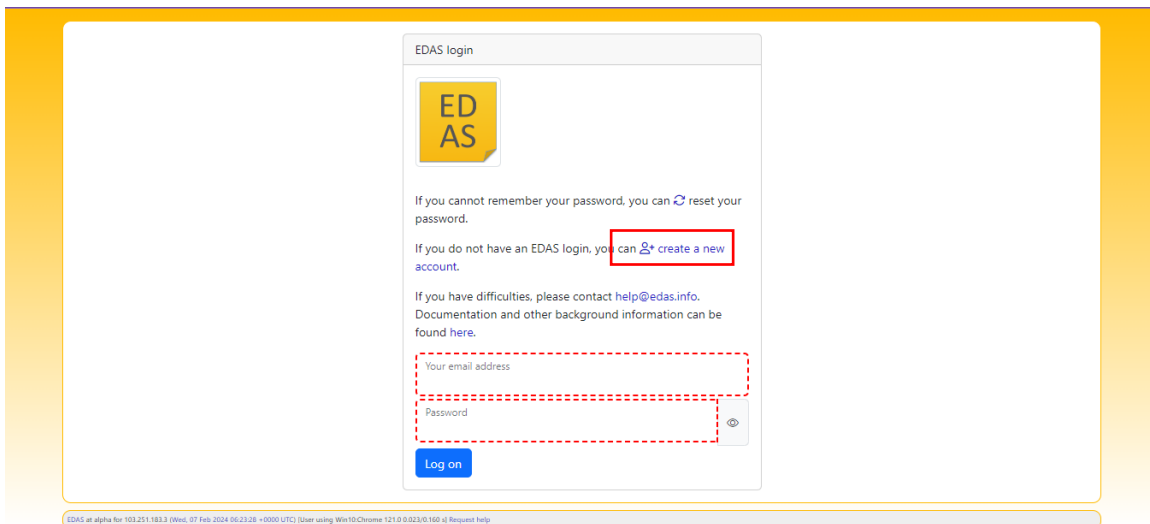 EDAS login
ED
AS
If you cannot remember your password, you can reset your
password.
If you do not have an EDAS login, you can create a new
account.
If you have difficulties, please contact help@edas.info.
Documentation and other background information can be
found here.
Your email address
Password
Log on
EDAS at alpha for 103.251.183.3 (Wed, 07 Feb 2024 06:23:28 +0000 UTC) [User using Win10:Chrome 121.0 0.023/0.160 s] Request help